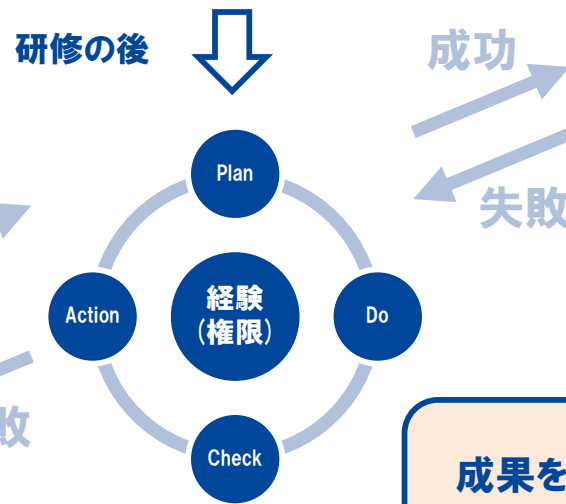 研修の後
成功
失敗
Plan
Action
経験
(権限)
Do
敗
Check
成果を